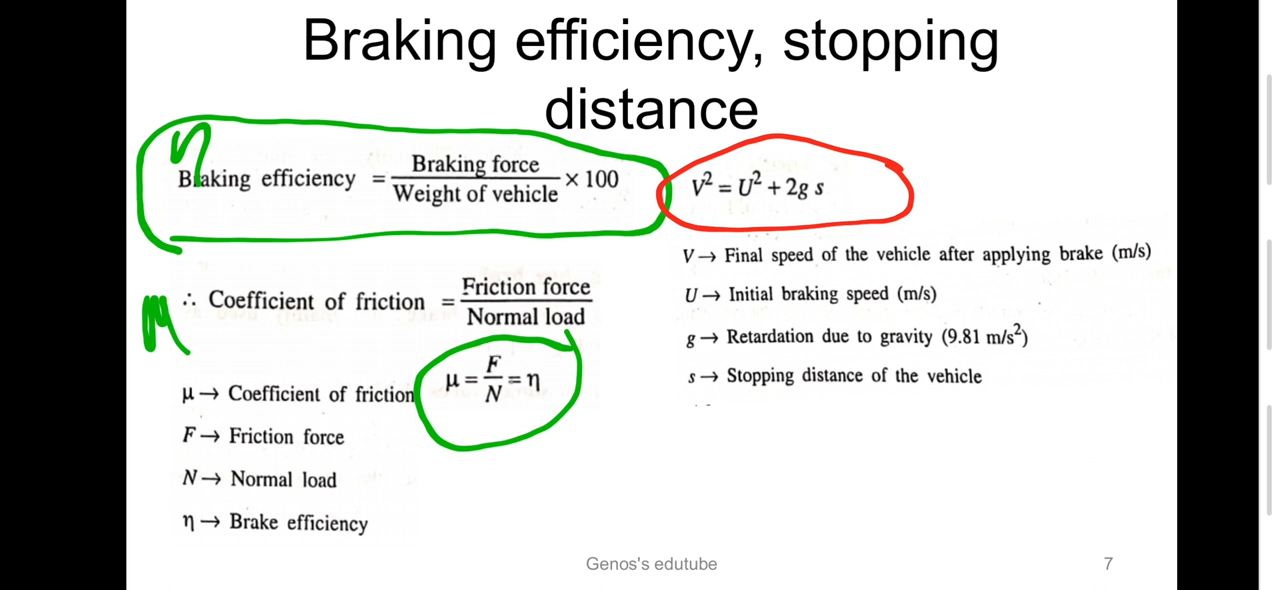 Braking efficiency, stopping
distance
η
Braking efficiency = Braking force / Weight of vehicle × 100
∴ Coefficient of friction = Friction force / Normal load
μ
μ = F / N = η
μ → Coefficient of friction
F → Friction force
N → Normal load
η → Brake efficiency
V² = U² + 2g s
V → Final speed of the vehicle after applying brake (m/s)
U → Initial braking speed (m/s)
g → Retardation due to gravity (9.81 m/s²)
s → Stopping distance of the vehicle
Genos's edutube
7